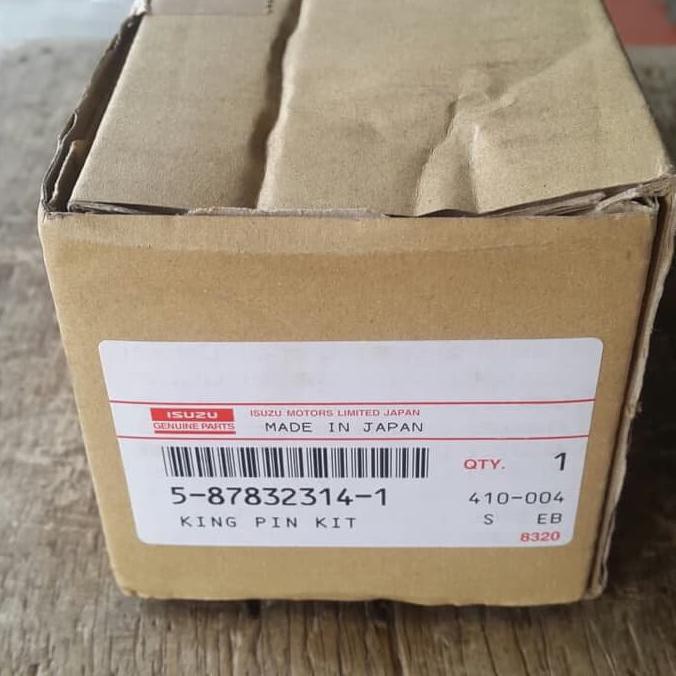 ISUZU
GENUINE PARTS
ISUZU MOTORS LIMITED JAPAN
MADE IN JAPAN
QTY. 1
5-87832314-1
410-004
KING PIN KIT
S EB
8320